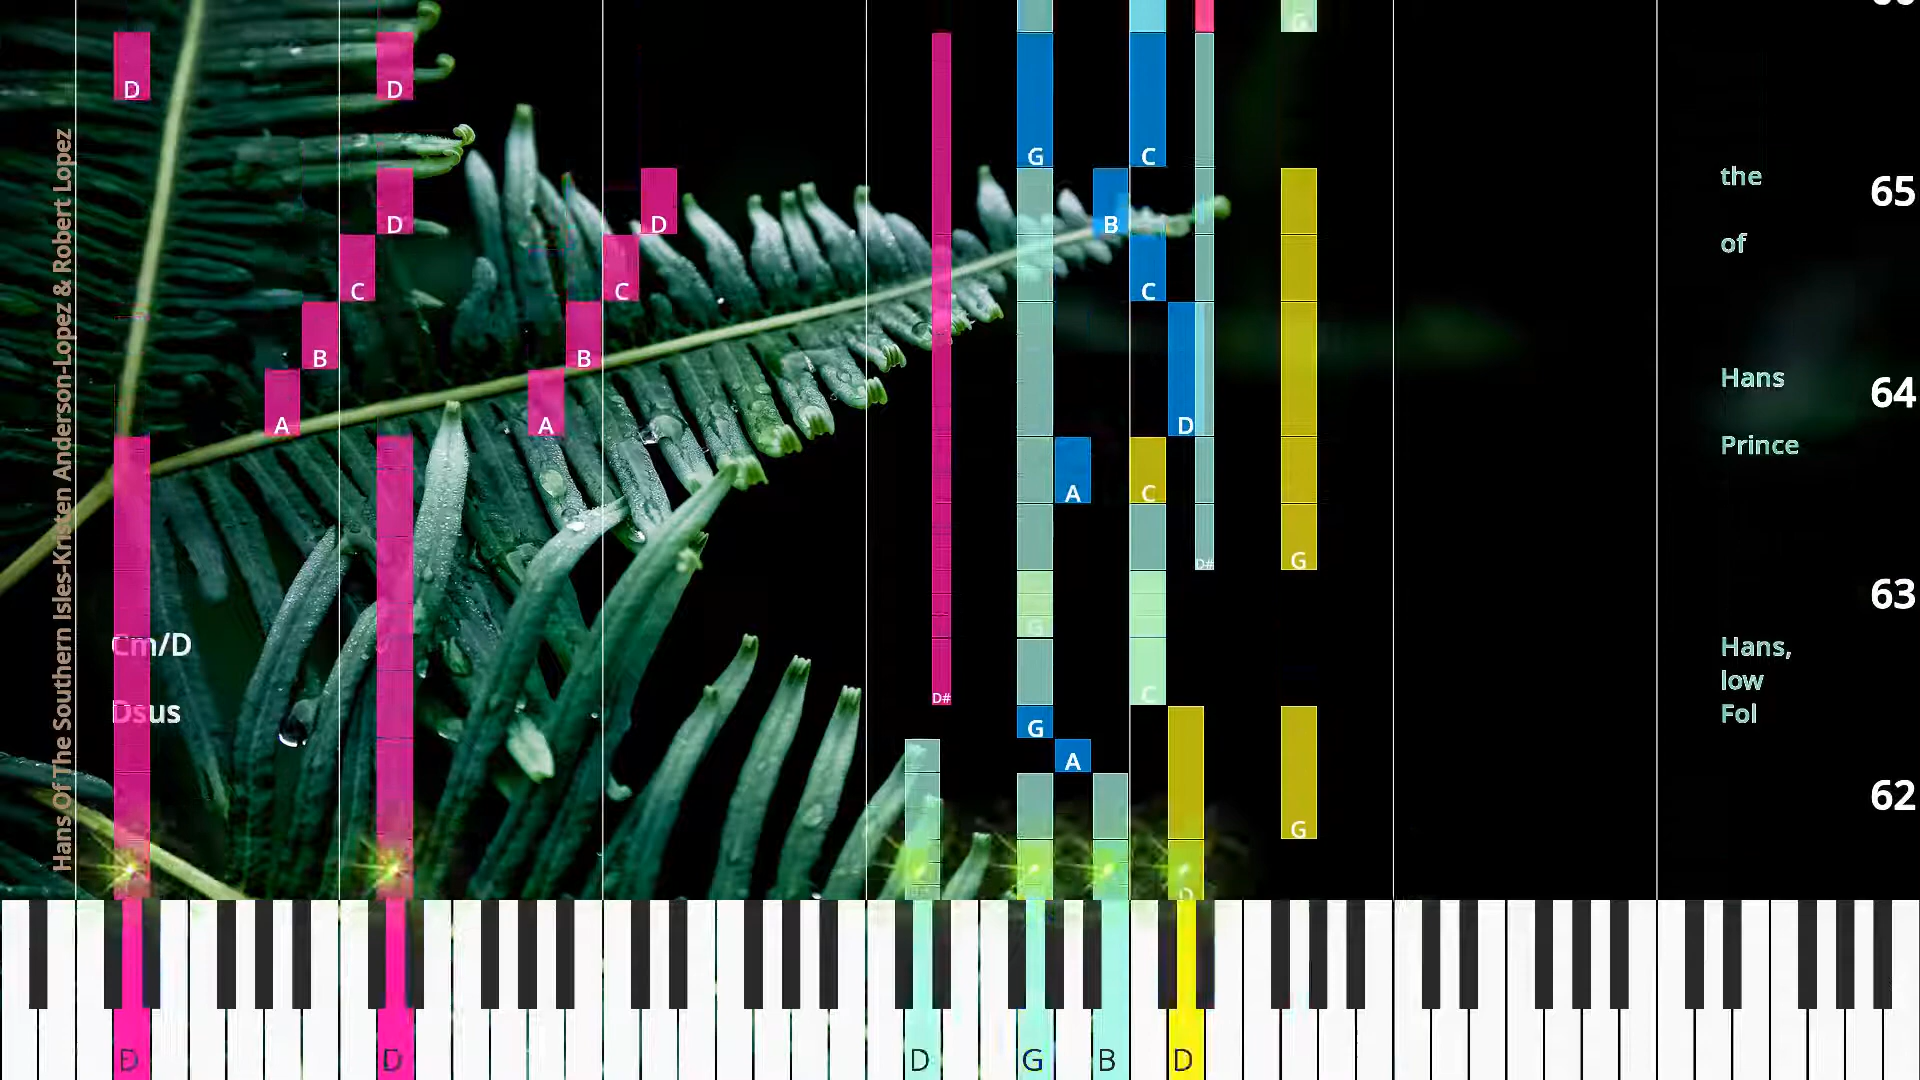 Hans Of The Southern Isles-Kristen Anderson-Lopez & Robert Lopez
G
D D
G C
the 65
D D B
of
C C C
B B
Hans 64
A A D
Prince
A C
D# G
63
G
Cm/D Hans,
low
D# C
Dsus Fol
G
A
62
G
D
D D D G B D